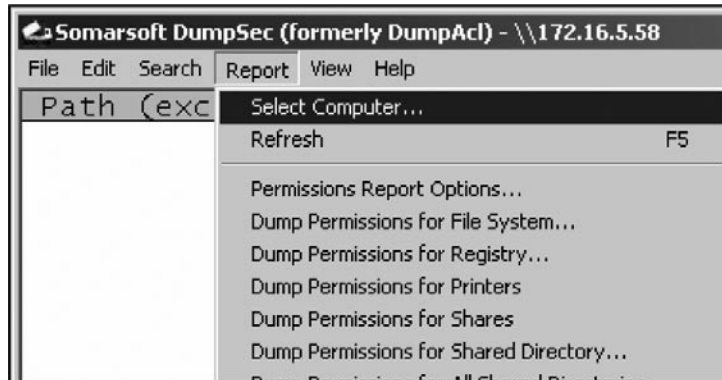 Somarsoft DumpSec (formerly DumpAcl) - \\172.16.5.58
File Edit Search Report View Help
Path (exc
Select Computer...
Refresh F5
Permissions Report Options...
Dump Permissions for File System...
Dump Permissions for Registry...
Dump Permissions for Printers
Dump Permissions for Shares
Dump Permissions for Shared Directory...